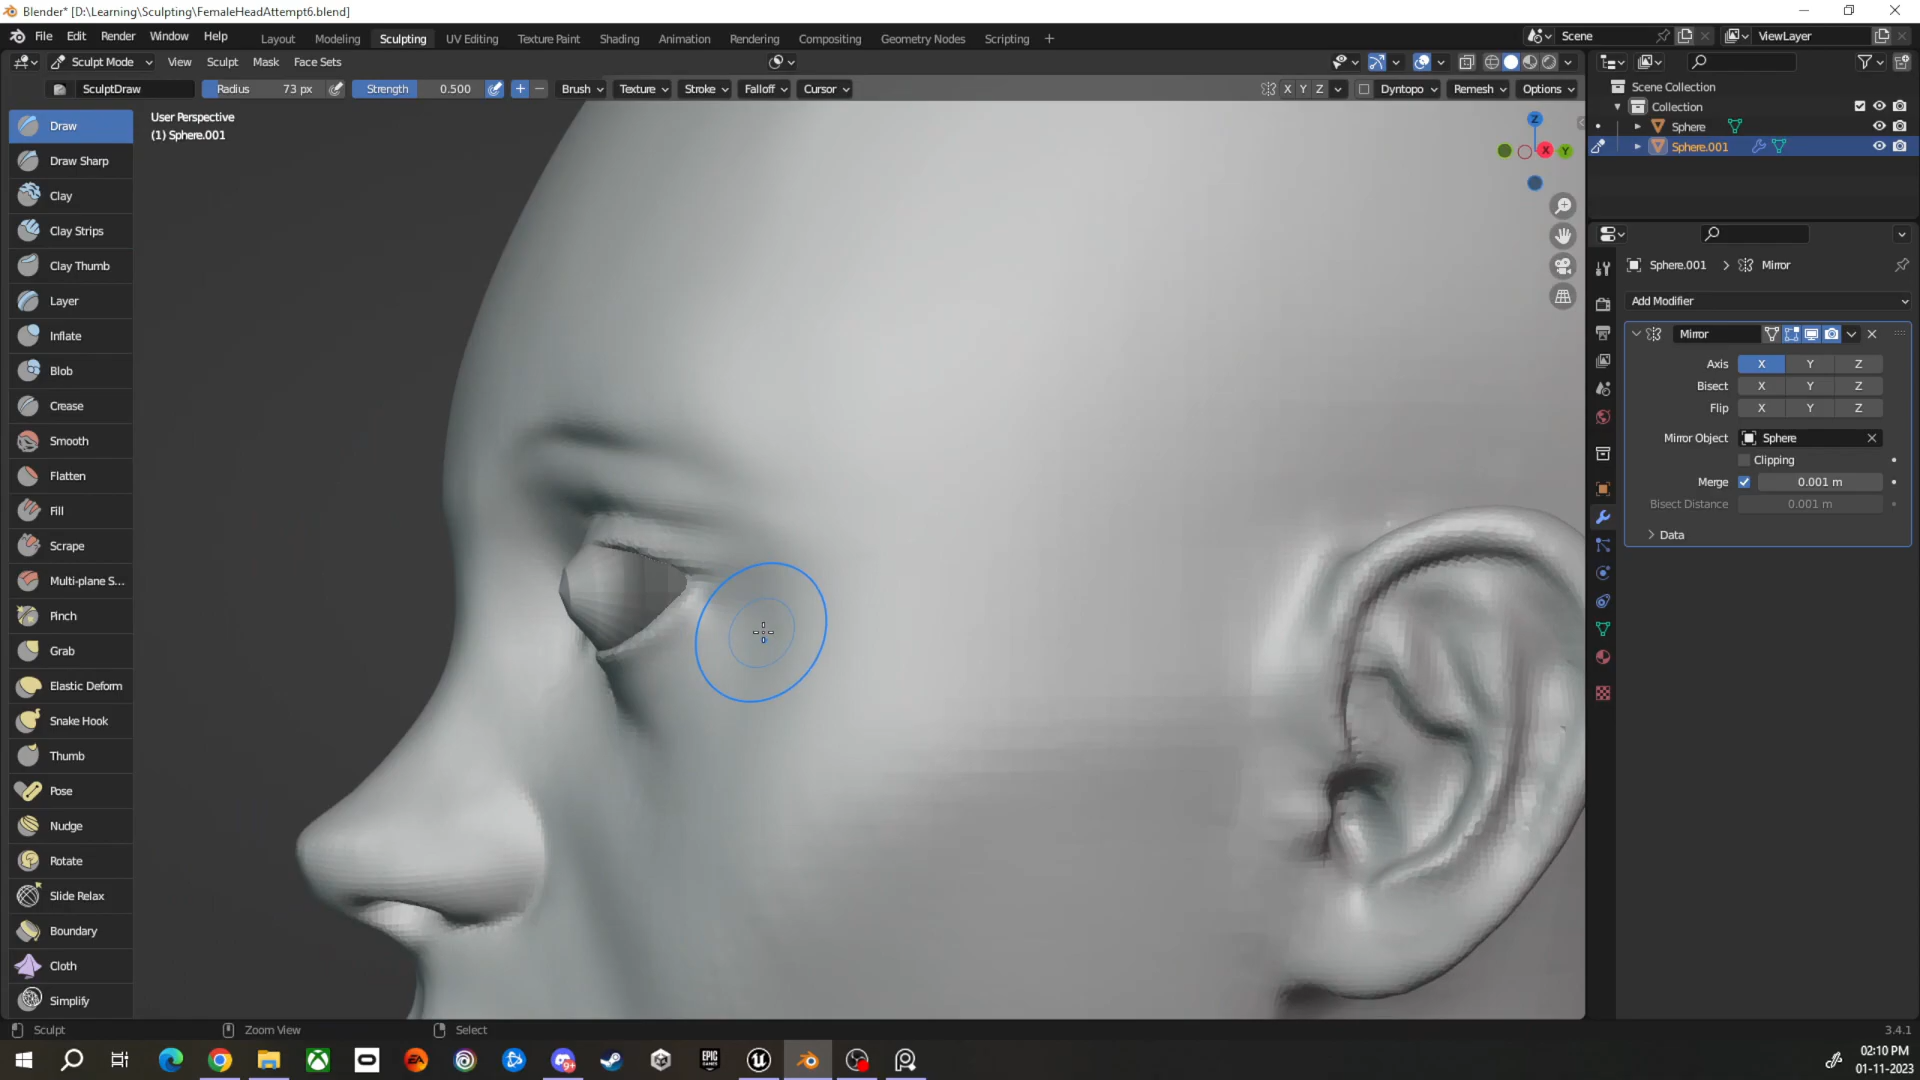 Blender* [D:\Learning\Sculpting\FemaleHeadAttempt6.blend]
File Edit Render Window Help Layout Modeling Sculpting UV Editing Texture Paint Shading Animation Rendering Compositing Geometry Nodes Scripting + Scene ViewLayer
Sculpt Mode View Sculpt Mask Face Sets
SculptDraw Radius 73 px Strength 0.500 + − Brush Texture Stroke Falloff Cursor X Y Z Dyntopo Remesh Options
Scene Collection
Collection
Sphere
Sphere.001
User Perspective
(1) Sphere.001
Z
X
Y
Draw
Draw Sharp
Clay
Clay Strips
Clay Thumb
Layer
Inflate
Blob
Crease
Smooth
Flatten
Fill
Scrape
Multi-plane S...
Pinch
Grab
Elastic Deform
Snake Hook
Thumb
Pose
Nudge
Rotate
Slide Relax
Boundary
Cloth
Simplify
Sphere.001 > Mirror
Add Modifier
Mirror
Axis X Y Z
Bisect X Y Z
Flip X Y Z
Mirror Object Sphere
Clipping
Merge 0.001 m
Bisect Distance 0.001 m
Data
Sculpt Zoom View Select 3.4.1
EA
9+
EPIC GAMES
02:10 PM
01-11-2023